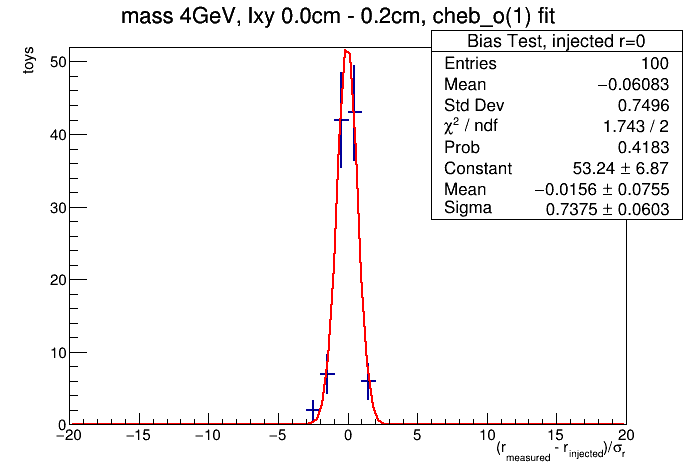 mass 4GeV, lxy 0.0cm - 0.2cm, cheb_o(1) fit
toys
Bias Test, injected r=0
Entries 100
Mean −0.06083
Std Dev 0.7496
χ² / ndf 1.743 / 2
Prob 0.4183
Constant 53.24 ± 6.87
Mean −0.0156 ± 0.0755
Sigma 0.7375 ± 0.0603
50
40
30
20
10
0
−20 −15 −10 −5 0 5 10 15 20
(r_measured - r_injected)/σ_r